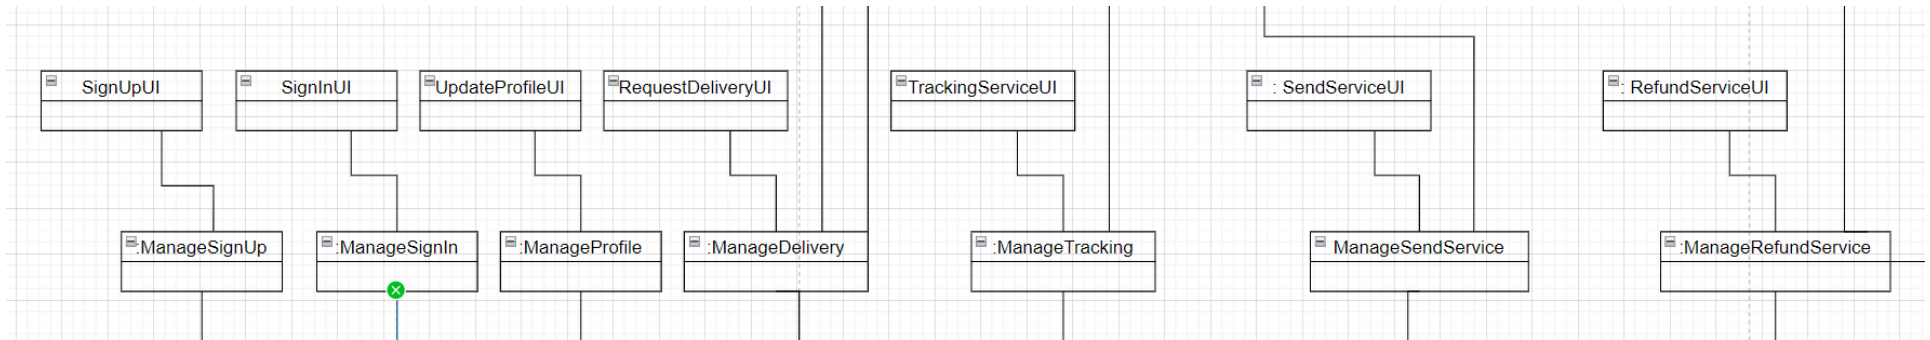 SignUpUI
SignInUI
UpdateProfileUI
RequestDeliveryUI
TrackingServiceUI
: SendServiceUI
: RefundServiceUI
:ManageSignUp
:ManageSignIn
:ManageProfile
:ManageDelivery
:ManageTracking
ManageSendService
:ManageRefundService